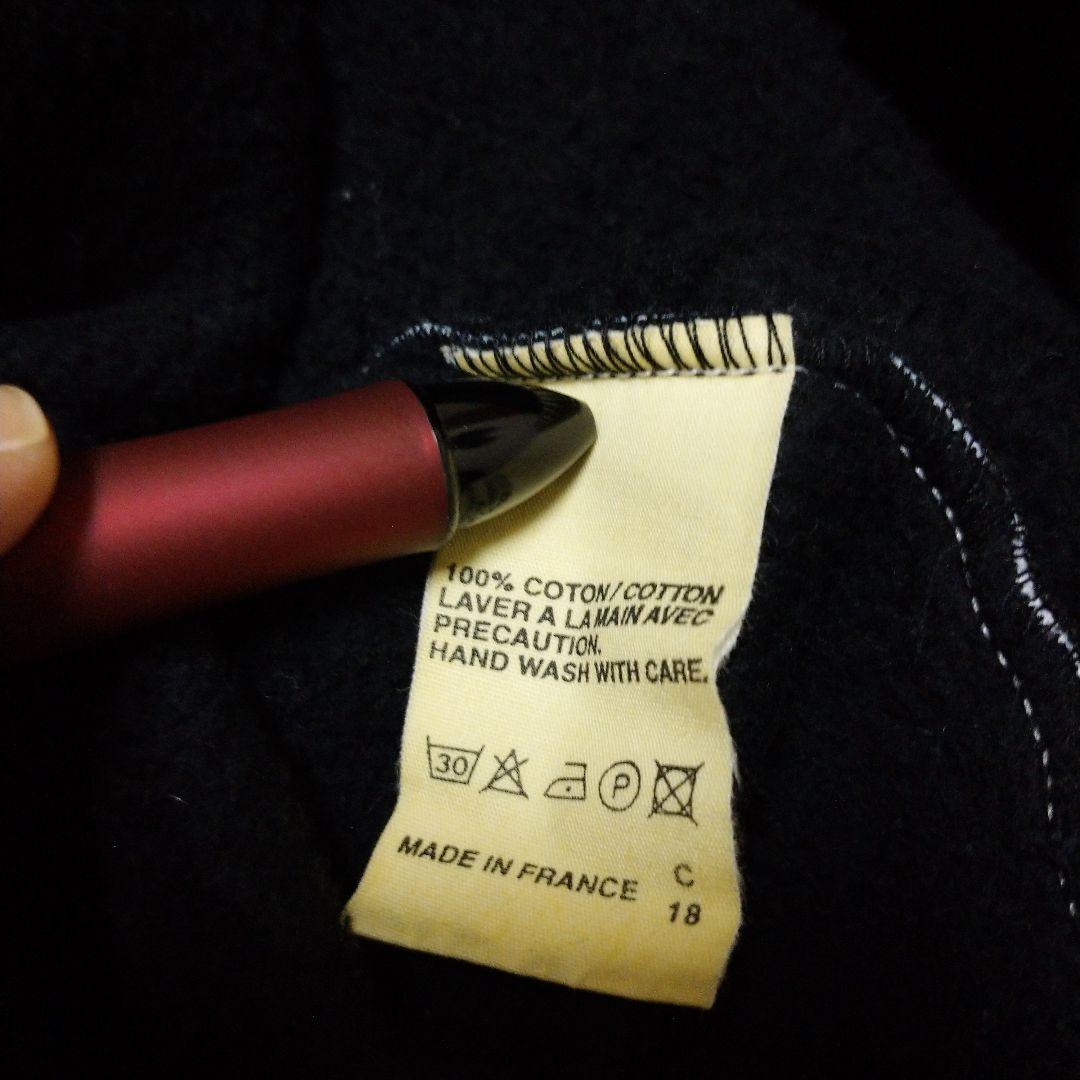 100% COTON/COTTON
LAVER A LA MAIN AVEC
PRECAUTION.
HAND WASH WITH CARE.
30 P
MADE IN FRANCE C
18